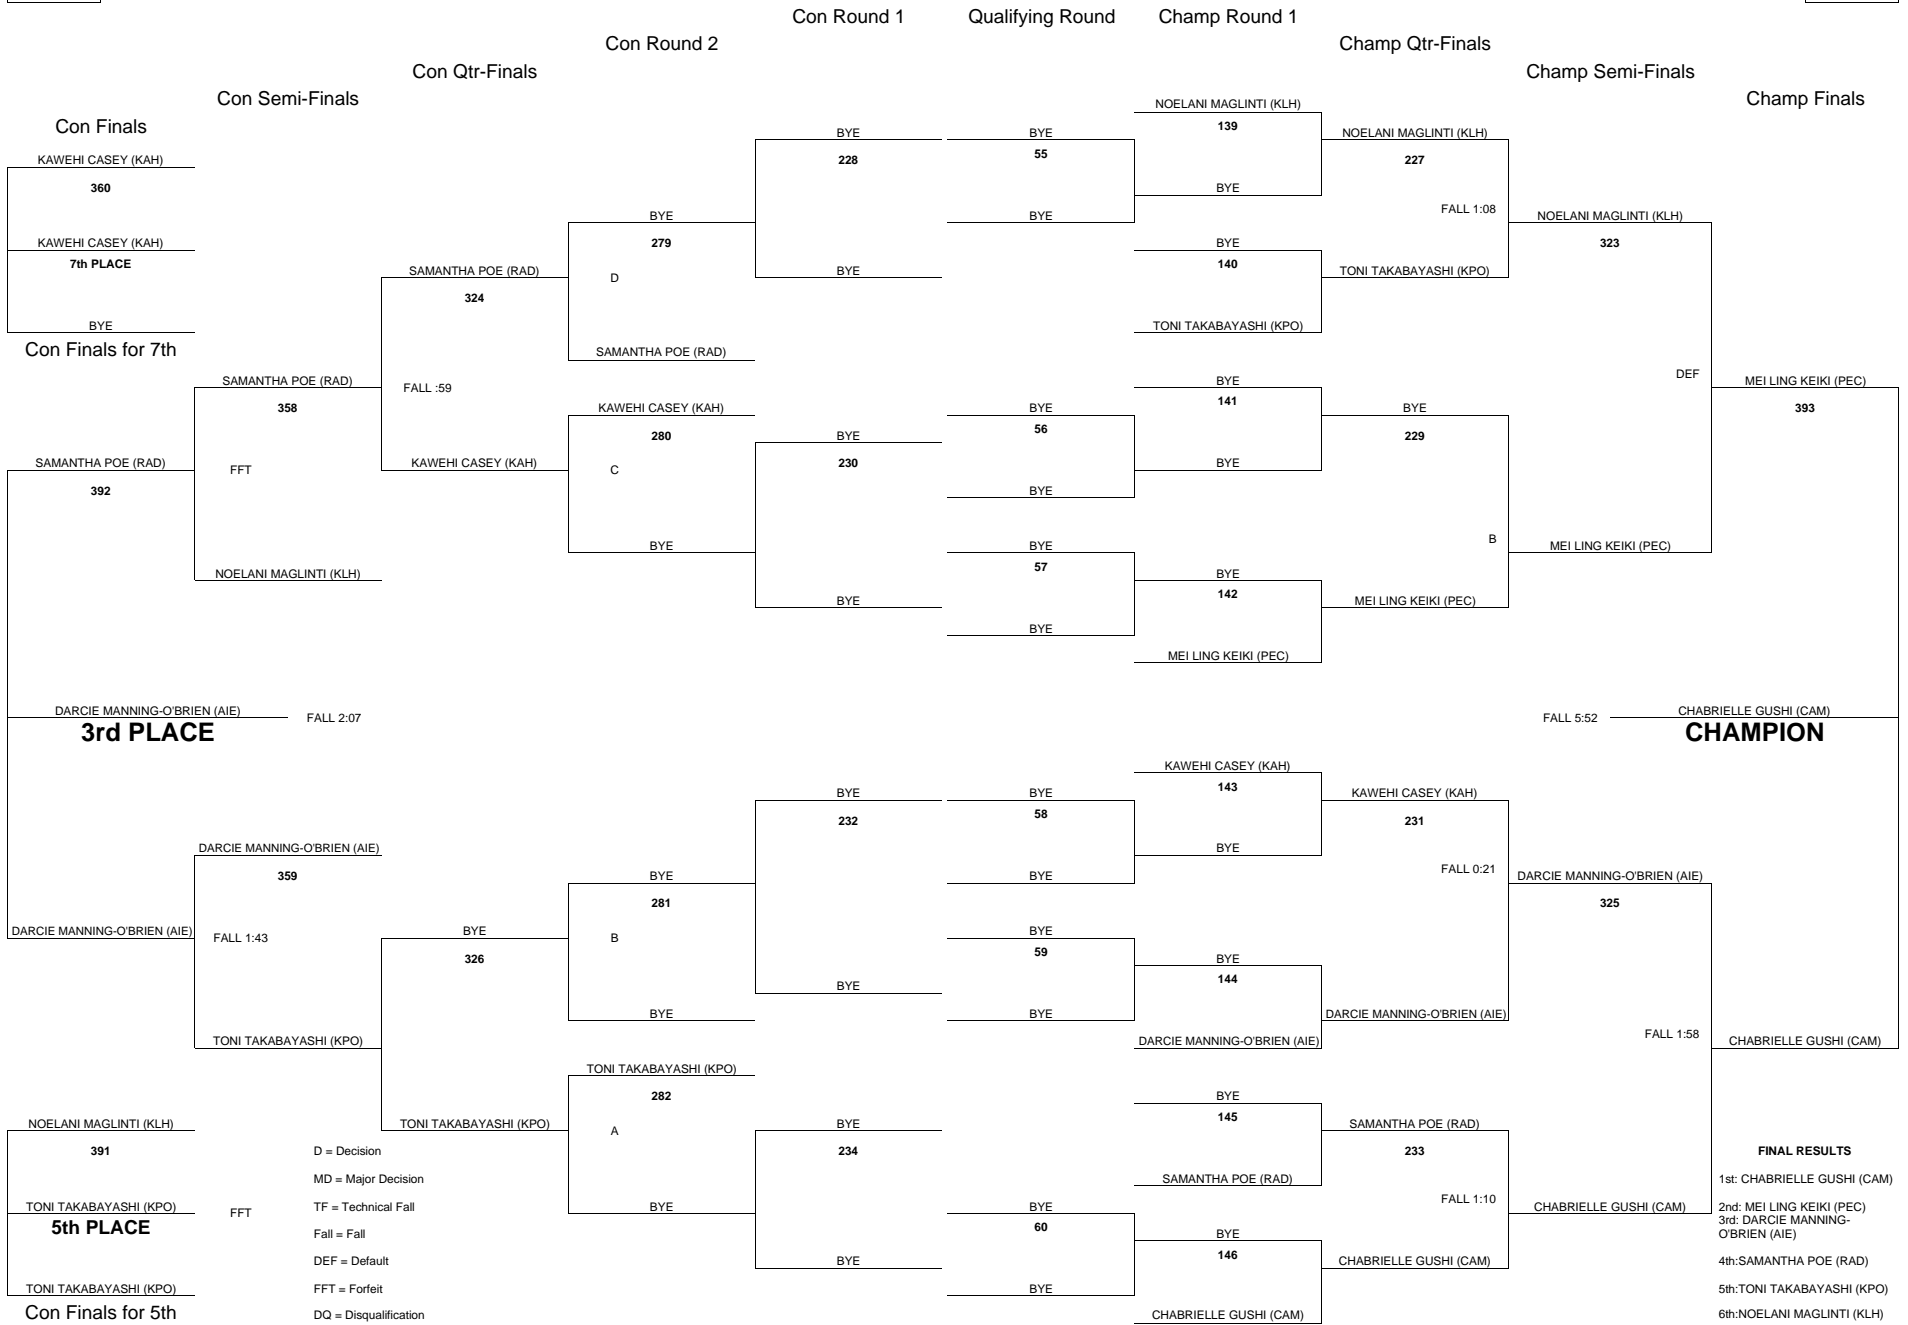 Con Round 1
Qualifying Round
Champ Round 1
Con Round 2
Champ Qtr-Finals
Con Qtr-Finals
Champ Semi-Finals
Con Semi-Finals
Champ Finals
Con Finals
KAWEHI CASEY (KAH)
360
KAWEHI CASEY (KAH)
7th PLACE
BYE
Con Finals for 7th
SAMANTHA POE (RAD)
392
DARCIE MANNING-O'BRIEN (AIE)
FALL 2:07
3rd PLACE
DARCIE MANNING-O'BRIEN (AIE)
NOELANI MAGLINTI (KLH)
391
TONI TAKABAYASHI (KPO)
FFT
5th PLACE
TONI TAKABAYASHI (KPO)
Con Finals for 5th
SAMANTHA POE (RAD)
358
FFT
NOELANI MAGLINTI (KLH)
DARCIE MANNING-O'BRIEN (AIE)
359
FALL 1:43
TONI TAKABAYASHI (KPO)
SAMANTHA POE (RAD)
324
FALL :59
KAWEHI CASEY (KAH)
BYE
326
TONI TAKABAYASHI (KPO)
D = Decision
MD = Major Decision
TF = Technical Fall
Fall = Fall
DEF = Default
FFT = Forfeit
DQ = Disqualification
BYE
279
D
SAMANTHA POE (RAD)
KAWEHI CASEY (KAH)
280
C
BYE
BYE
281
B
BYE
TONI TAKABAYASHI (KPO)
282
A
BYE
BYE
228
BYE
BYE
230
BYE
BYE
232
BYE
BYE
234
BYE
BYE
55
BYE
BYE
56
BYE
BYE
57
BYE
BYE
58
BYE
BYE
59
BYE
BYE
60
BYE
NOELANI MAGLINTI (KLH)
139
BYE
BYE
140
TONI TAKABAYASHI (KPO)
BYE
141
BYE
BYE
142
MEI LING KEIKI (PEC)
KAWEHI CASEY (KAH)
143
BYE
BYE
144
DARCIE MANNING-O'BRIEN (AIE)
BYE
145
SAMANTHA POE (RAD)
BYE
146
CHABRIELLE GUSHI (CAM)
NOELANI MAGLINTI (KLH)
227
FALL 1:08
TONI TAKABAYASHI (KPO)
BYE
229
B
MEI LING KEIKI (PEC)
KAWEHI CASEY (KAH)
231
FALL 0:21
DARCIE MANNING-O'BRIEN (AIE)
SAMANTHA POE (RAD)
233
FALL 1:10
CHABRIELLE GUSHI (CAM)
NOELANI MAGLINTI (KLH)
323
DEF
MEI LING KEIKI (PEC)
DARCIE MANNING-O'BRIEN (AIE)
325
FALL 1:58
CHABRIELLE GUSHI (CAM)
MEI LING KEIKI (PEC)
393
FALL 5:52
CHABRIELLE GUSHI (CAM)
CHAMPION
CHABRIELLE GUSHI (CAM)
FINAL RESULTS
1st: CHABRIELLE GUSHI (CAM)
2nd: MEI LING KEIKI (PEC)
3rd: DARCIE MANNING-
O'BRIEN (AIE)
4th:SAMANTHA POE (RAD)
5th:TONI TAKABAYASHI (KPO)
6th:NOELANI MAGLINTI (KLH)